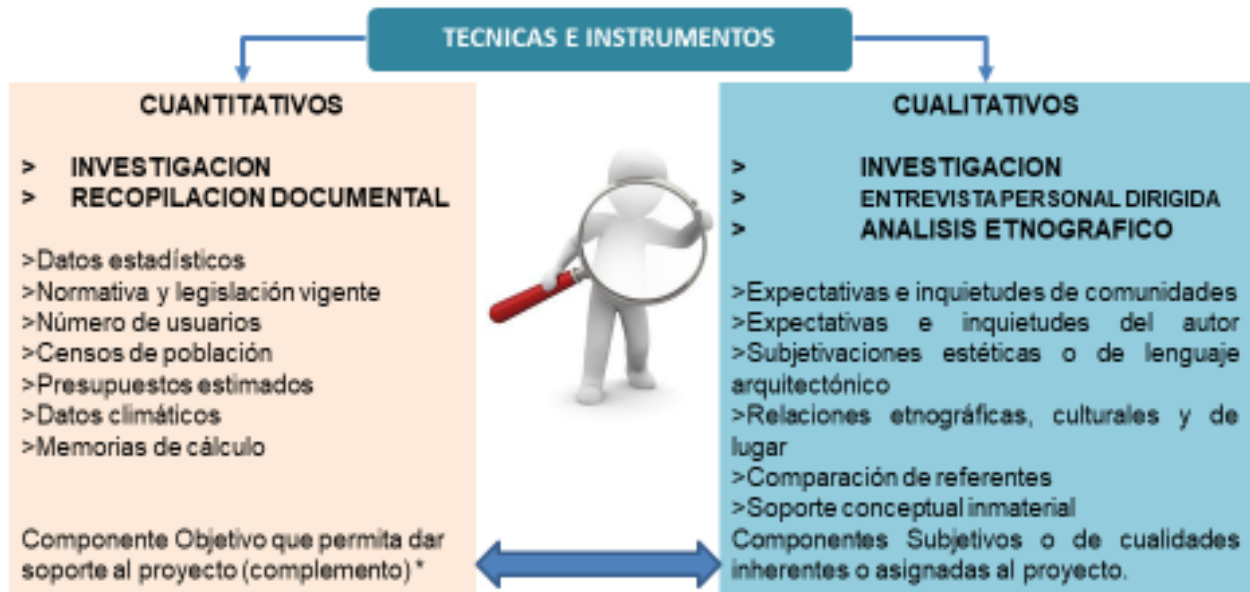 TECNICAS E INSTRUMENTOS
CUANTITATIVOS
> INVESTIGACION
> RECOPILACION DOCUMENTAL
>Datos estadísticos
>Normativa y legislación vigente
>Número de usuarios
>Censos de población
>Presupuestos estimados
>Datos climáticos
>Memorias de cálculo
Componente Objetivo que permita dar
soporte al proyecto (complemento) *
CUALITATIVOS
> INVESTIGACION
> ENTREVISTA PERSONAL DIRIGIDA
> ANALISIS ETNOGRAFICO
>Expectativas e inquietudes de comunidades
>Expectativas e inquietudes del autor
>Subjetivaciones estéticas o de lenguaje
arquitectónico
>Relaciones etnográficas, culturales y de
lugar
>Comparación de referentes
>Soporte conceptual inmaterial
Componentes Subjetivos o de cualidades
inherentes o asignadas al proyecto.